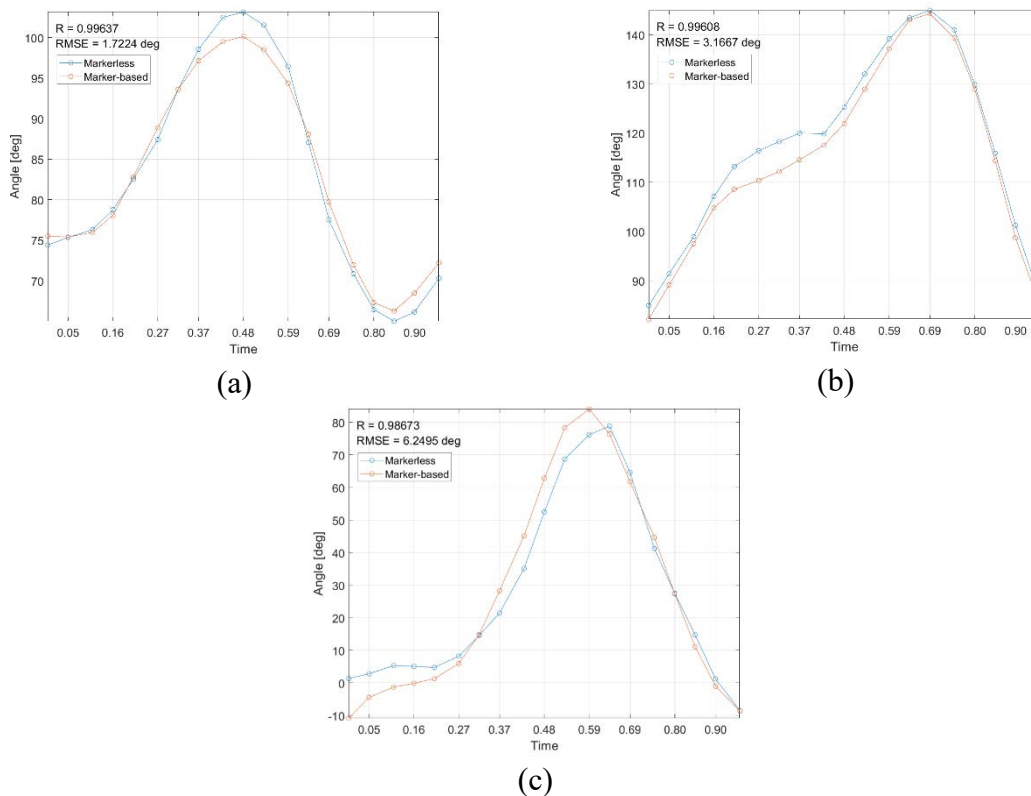 R = 0.99637
RMSE = 1.7224 deg
Markerless
Marker-based
Angle [deg]
100
95
90
85
80
75
70
0.05 0.16 0.27 0.37 0.48 0.59 0.69 0.80 0.90
Time
(a)
R = 0.99608
RMSE = 3.1667 deg
Markerless
Marker-based
Angle [deg]
140
130
120
110
100
90
0.05 0.16 0.27 0.37 0.48 0.59 0.69 0.80 0.90
Time
(b)
R = 0.98673
RMSE = 6.2495 deg
Markerless
Marker-based
Angle [deg]
80
70
60
50
40
30
20
10
0
-10
0.05 0.16 0.27 0.37 0.48 0.59 0.69 0.80 0.90
Time
(c)